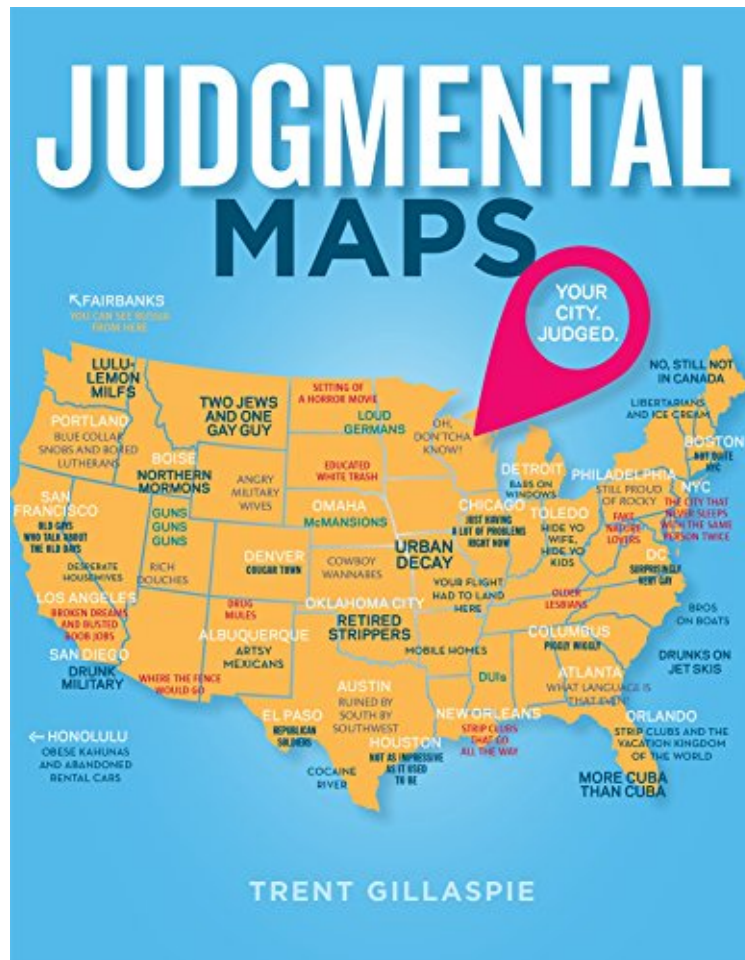 JUDGMENTAL
MAPS
YOUR
CITY.
JUDGED.
↖FAIRBANKS
YOU CAN SEE RUSSIA
FROM HERE
LULU-
LEMON
MILFS
PORTLAND
BLUE COLLAR
SNOBS AND BORED
LUTHERANS
BOISE
NORTHERN
MORMONS
TWO JEWS
AND ONE
GAY GUY
SETTING OF
A HORROR MOVIE
LOUD
GERMANS
OH,
DON'TCHA
KNOW!
NO, STILL NOT
IN CANADA
LIBERTARIANS
AND ICE CREAM
BOSTON
NOT QUITE
NYC
ANGRY
MILITARY
WIVES
EDUCATED
WHITE TRASH
DETROIT
BARS ON
WINDOWS
PHILADELPHIA
STILL PROUD
OF ROCKY
NYC
THE CITY THAT
NEVER SLEEPS
WITH THE SAME
PERSON TWICE
FAKE
NATURE
LOVERS
SAN
FRANCISCO
OLD GAYS
WHO TALK ABOUT
THE OLD DAYS
GUNS
GUNS
GUNS
OMAHA
McMANSIONS
CHICAGO
JUST HAVING
A LOT OF PROBLEMS
RIGHT NOW
TOLEDO
HIDE YO
WIFE,
HIDE YO
KIDS
DC
SURPRISINGLY
VERY GAY
DESPERATE
HOUSEWIVES
RICH
DOUCHES
DENVER
COUGAR TOWN
COWBOY
WANNABES
URBAN
DECAY
YOUR FLIGHT
HAD TO LAND
HERE
OLDER
LESBIANS
BROS
ON BOATS
LOS ANGELES
BROKEN DREAMS
AND BUSTED
BOOB JOBS
DRUG
MULES
OKLAHOMA CITY
RETIRED
STRIPPERS
ALBUQUERQUE
ARTSY
MEXICANS
MOBILE HOMES
COLUMBUS
PIGGLY WIGGLY
DRUNKS ON
JET SKIS
SAN DIEGO
DRUNK
MILITARY
WHERE THE FENCE
WOULD GO
DUIs
ATLANTA
WHAT LANGUAGE IS
THAT EVEN?
AUSTIN
RUINED BY
SOUTH BY
SOUTHWEST
EL PASO
REPUBLICAN
SOLDIERS
HOUSTON
NOT AS IMPRESSIVE
AS IT USED
TO BE
NEW ORLEANS
STRIP CLUBS
THAT GO
ALL THE WAY
ORLANDO
STRIP CLUBS AND THE
VACATION KINGDOM
OF THE WORLD
← HONOLULU
OBESE KAHUNAS
AND ABANDONED
RENTAL CARS
COCAINE
RIVER
MORE CUBA
THAN CUBA
TRENT GILLASPIE